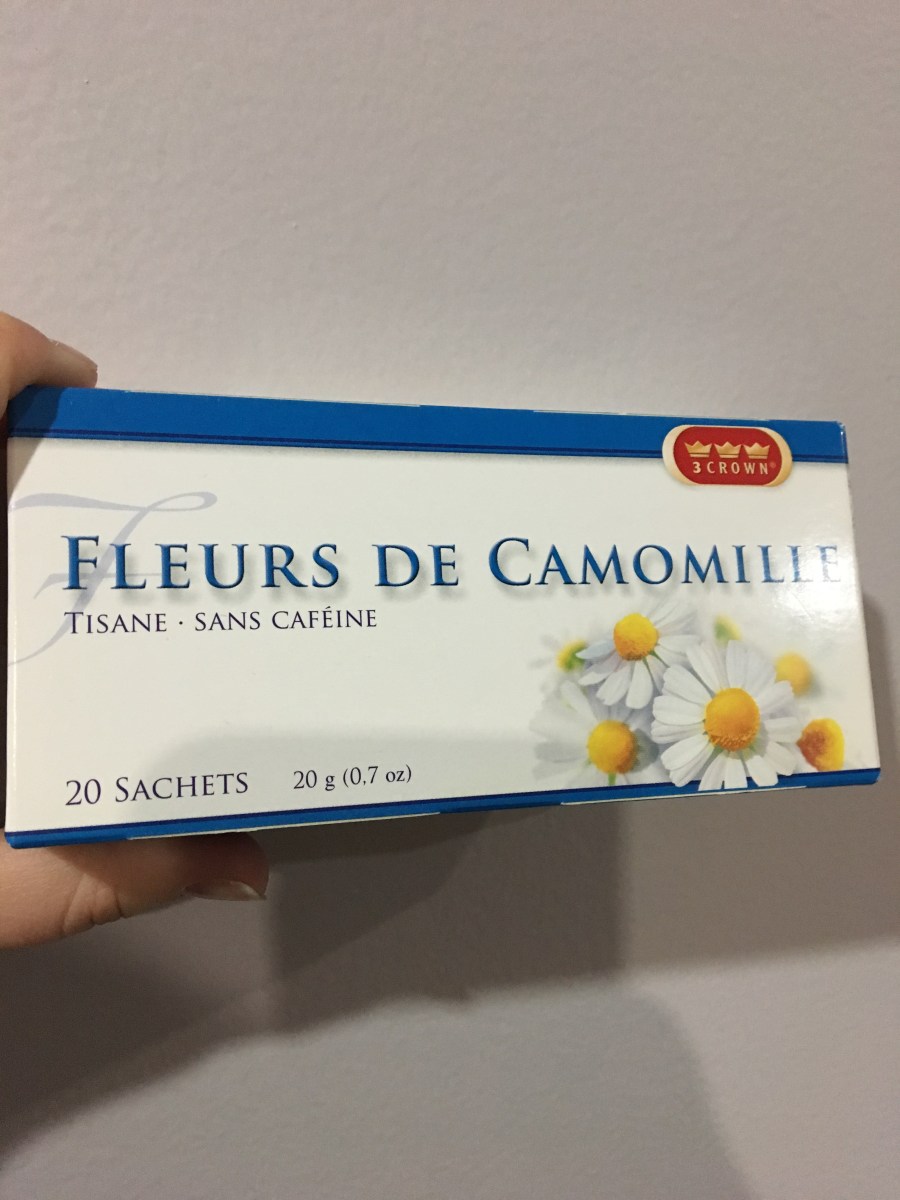 3 CROWN®
FLEURS DE CAMOMILLE
TISANE · SANS CAFÉINE
20 SACHETS 20 g (0,7 oz)